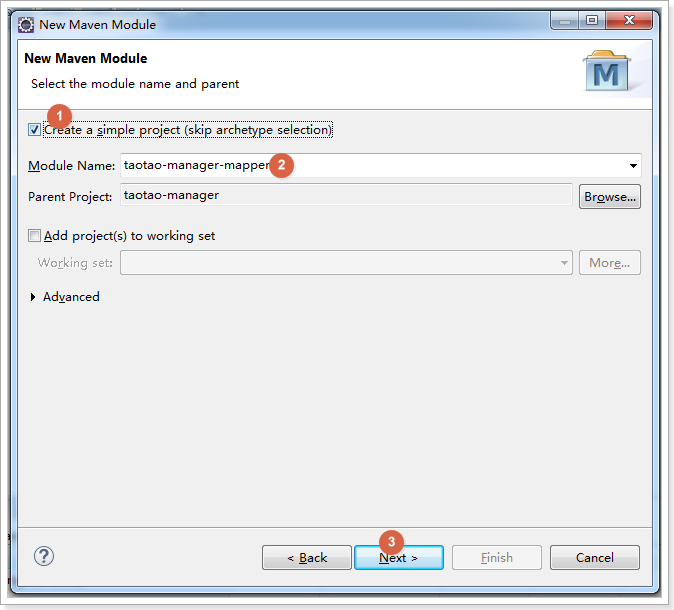 New Maven Module
New Maven Module
Select the module name and parent
M
1
Create a simple project (skip archetype selection)
Module Name: taotao-manager-mapper 2
Parent Project: taotao-manager Browse...
Add project(s) to working set
Working set: More...
Advanced
3
? < Back Next > Finish Cancel